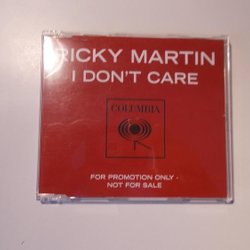 RICKY MARTIN
I DON'T CARE
COLUMBIA
FOR PROMOTION ONLY -
NOT FOR SALE